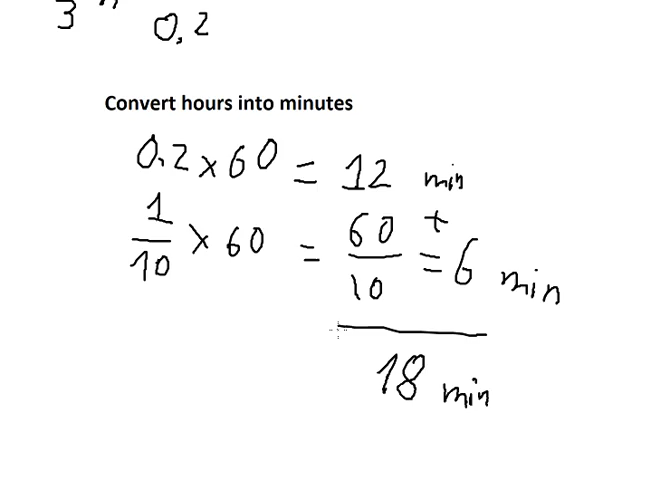 3 h 0,2
Convert hours into minutes
0.2 x 60 = 12 min
+
1/10 x 60 = 60/10 = 6 min
18 min